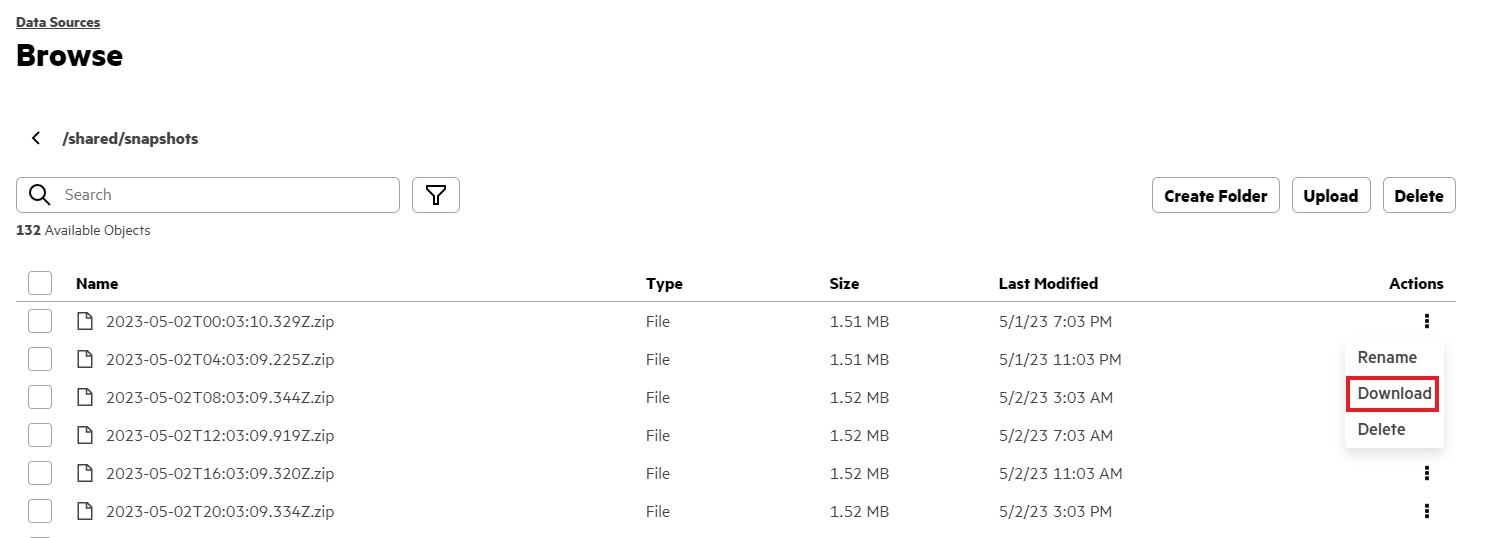 Data Sources
Browse
/shared/snapshots
Search
Create Folder Upload Delete
132 Available Objects
Name Type Size Last Modified Actions
2023-05-02T00:03:10.329Z.zip File 1.51 MB 5/1/23 7:03 PM
2023-05-02T04:03:09.225Z.zip File 1.51 MB 5/1/23 11:03 PM
Rename
2023-05-02T08:03:09.344Z.zip File 1.52 MB 5/2/23 3:03 AM
Download
2023-05-02T12:03:09.919Z.zip File 1.52 MB 5/2/23 7:03 AM
Delete
2023-05-02T16:03:09.320Z.zip File 1.52 MB 5/2/23 11:03 AM
2023-05-02T20:03:09.334Z.zip File 1.52 MB 5/2/23 3:03 PM